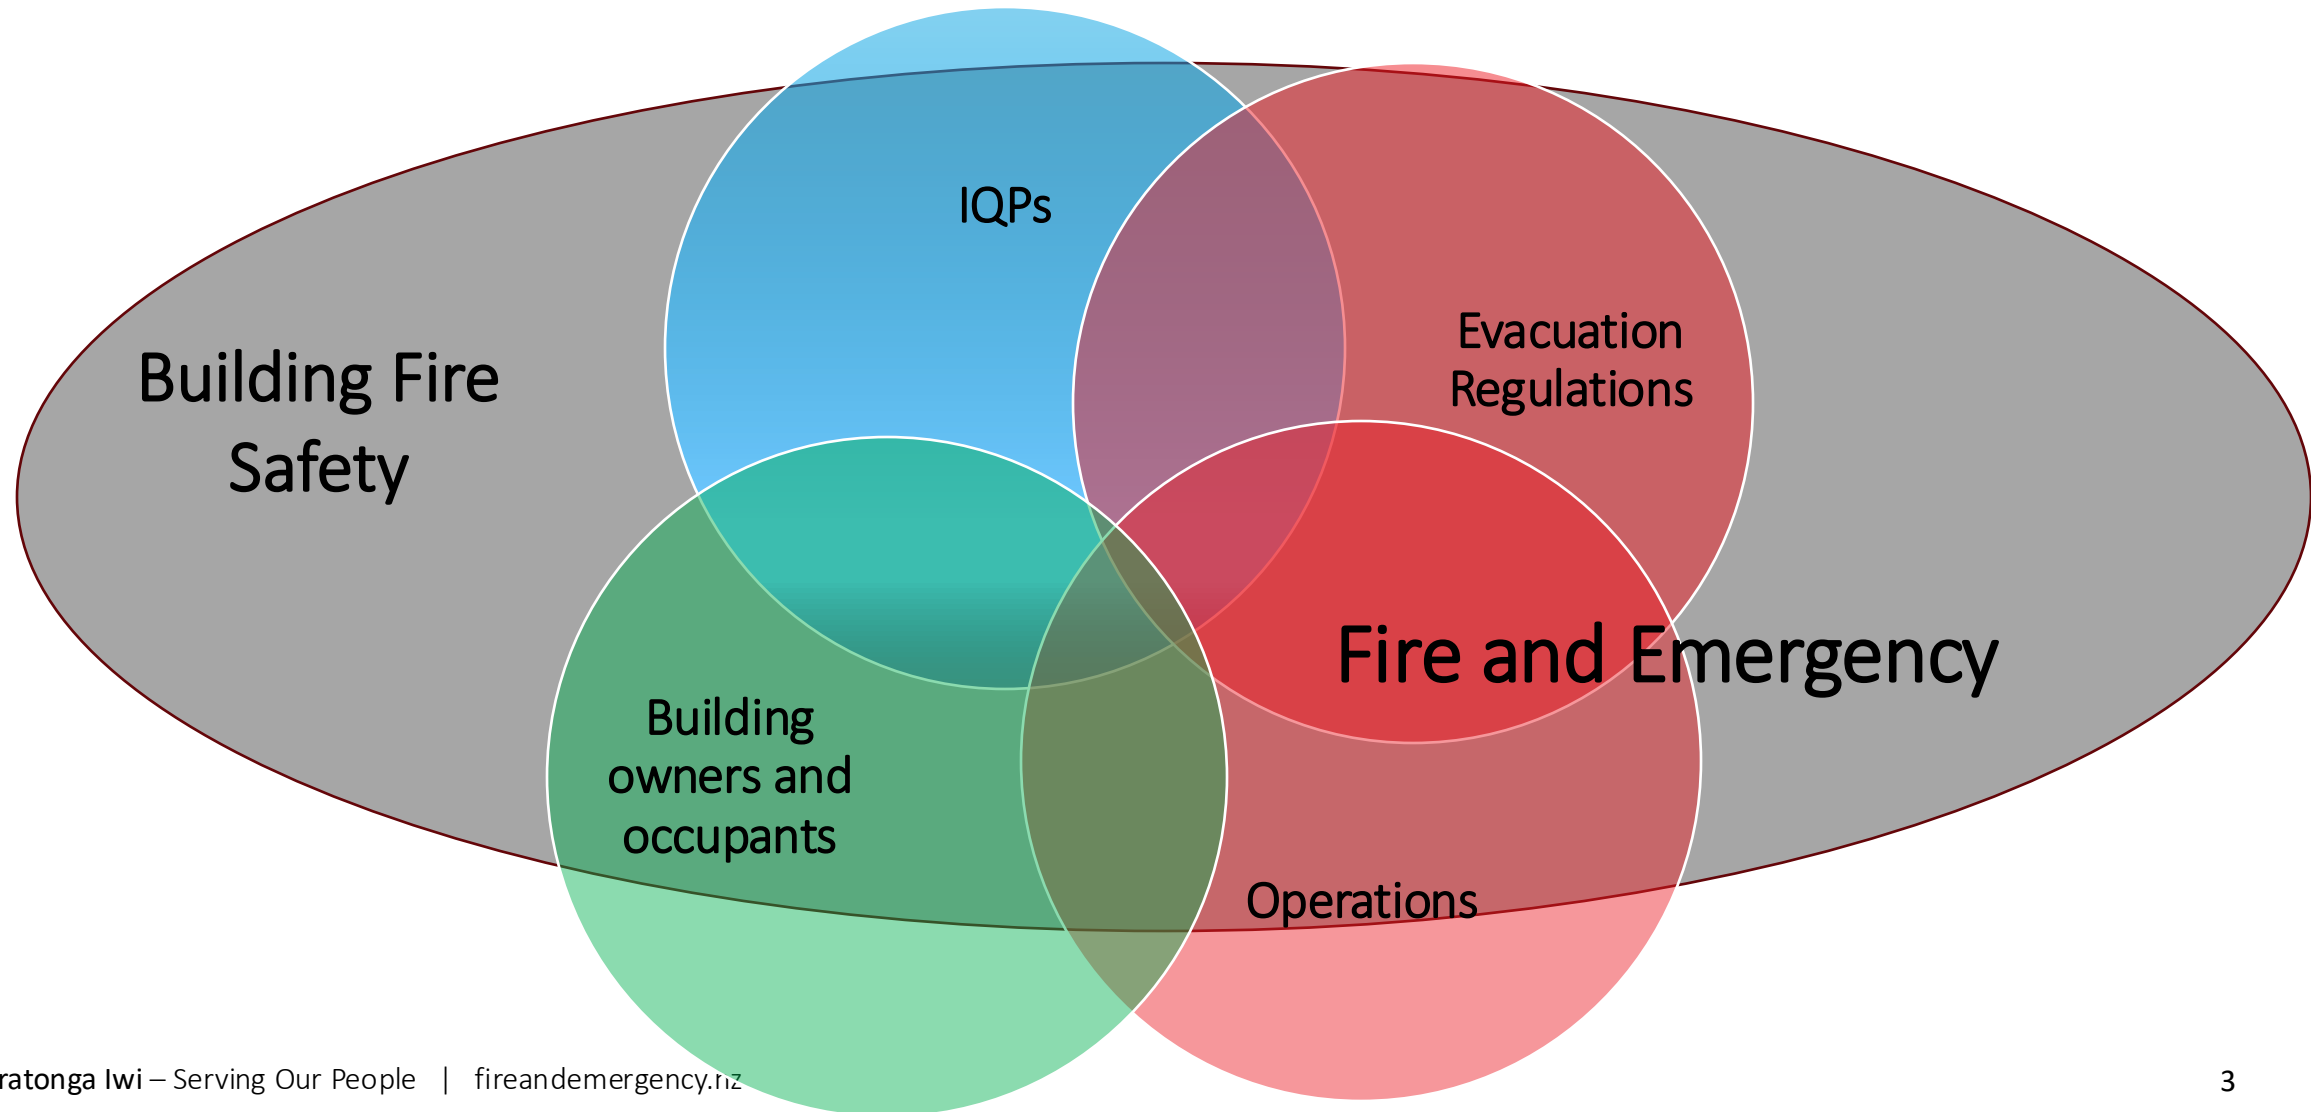 IQPs
Evacuation
Regulations
Building Fire
Safety
Fire and Emergency
Building
owners and
occupants
Operations
ratonga Iwi – Serving Our People | fireandemergency.nz
3